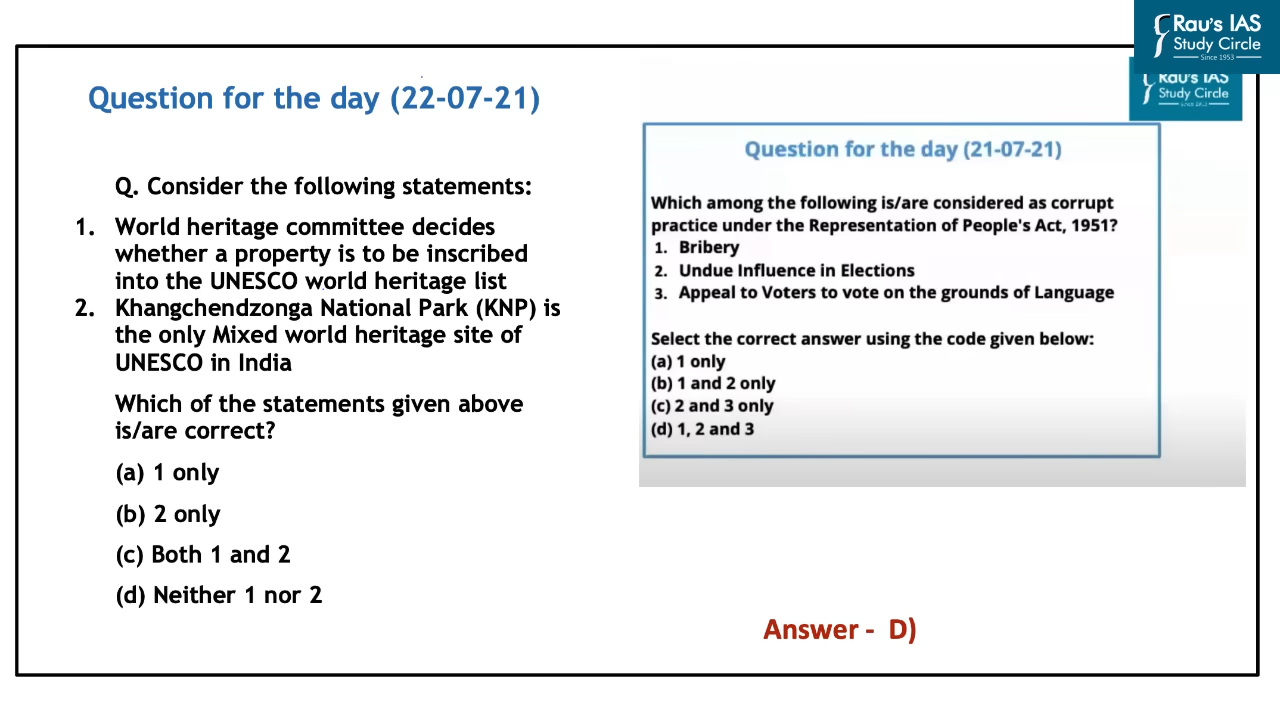 Rau's IAS
Study Circle
Since 1953
Rau's IAS
Study Circle
Question for the day (22-07-21)
Q. Consider the following statements:
1. World heritage committee decides
whether a property is to be inscribed
into the UNESCO world heritage list
2. Khangchendzonga National Park (KNP) is
the only Mixed world heritage site of
UNESCO in India
Which of the statements given above
is/are correct?
(a) 1 only
(b) 2 only
(c) Both 1 and 2
(d) Neither 1 nor 2
Question for the day (21-07-21)
Which among the following is/are considered as corrupt
practice under the Representation of People's Act, 1951?
1. Bribery
2. Undue Influence in Elections
3. Appeal to Voters to vote on the grounds of Language
Select the correct answer using the code given below:
(a) 1 only
(b) 1 and 2 only
(c) 2 and 3 only
(d) 1, 2 and 3
Answer - D)